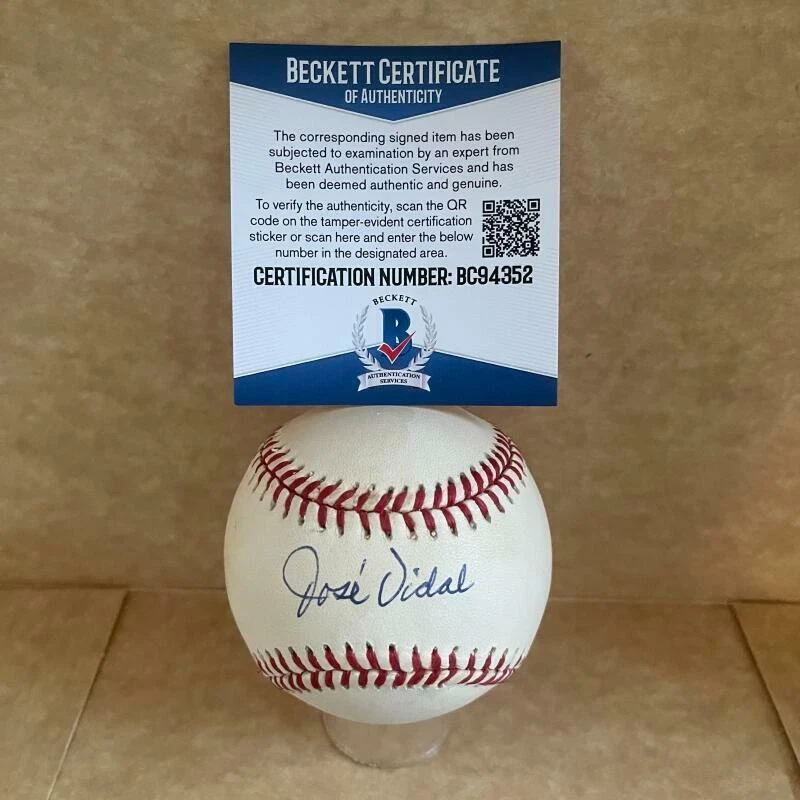 BECKETT CERTIFICATE
OF AUTHENTICITY
The corresponding signed item has been
subjected to examination by an expert from
Beckett Authentication Services and has
been deemed authentic and genuine.
To verify the authenticity, scan the QR
code on the tamper-evident certification
sticker or scan here and enter the below
number in the designated area.
CERTIFICATION NUMBER: BC94352
BECKETT
B
AUTHENTICATION
SERVICES
José Vidal